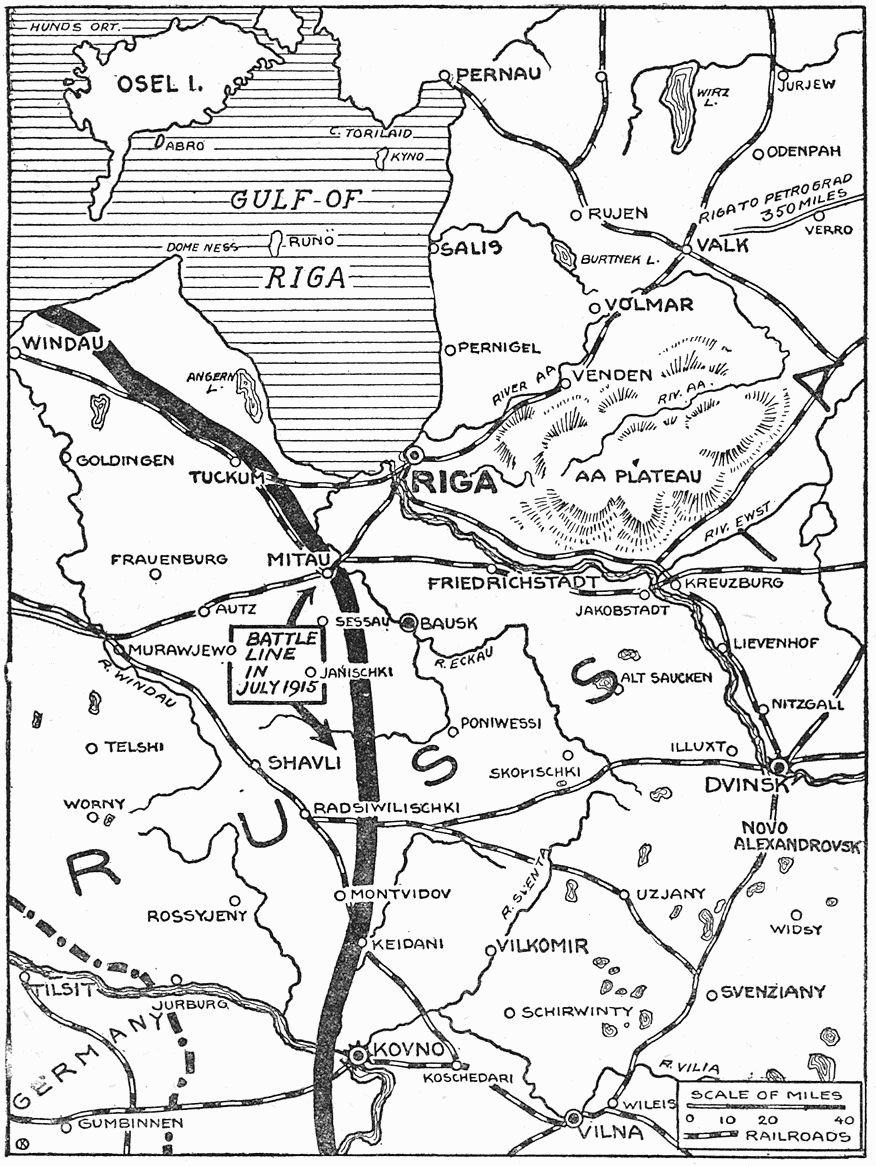 HUNDS ORT.
OSEL I.
PERNAU
WIRZ
L.
JURJEW
ABRO
C. TORILAID
KYNO
ODENPAH
GULF-OF
RIGA
RIGA TO PETROGRAD
350 MILES
RUJEN
VERRO
DOME NESS
RUNÖ
SALIS
VALK
BURTNEK L.
VOLMAR
WINDAU
PERNIGEL
ANGERN
L.
RIVER AA
VENDEN
RIV. AA.
GOLDINGEN
TUCKUM
RIGA
AA PLATEAU
RIV. EWST.
FRAUENBURG
MITAU
FRIEDRICHSTADT
KREUZBURG
JAKOBSTADT
AUTZ
SESSAU
BAUSK
BATTLE
LINE
IN
JULY 1915
MURAWJEWO
R. WINDAU
JANISCHKI
R. ECKAU
LIEVENHOF
ALT SAUCKEN
NITZGALL
TELSHI
PONIWESSI
SHAVLI
SKOPISCHKI
ILLUXT
DVINSK
WORNY
RADSIWILISCHKI
NOVO
ALEXANDROVSK
RUSS
R. SVENTA
MONTVIDOV
UZJANY
ROSSYJENY
WIDSY
KEIDANI
VILKOMIR
TILSIT
JURBURG
SCHIRWINTY
SVENZIANY
GERMANY
KOVNO
KOSCHEDARI
R. VILIA
GUMBINNEN
WILEIS
VILNA
SCALE OF MILES
0 10 20 40
RAILROADS
K